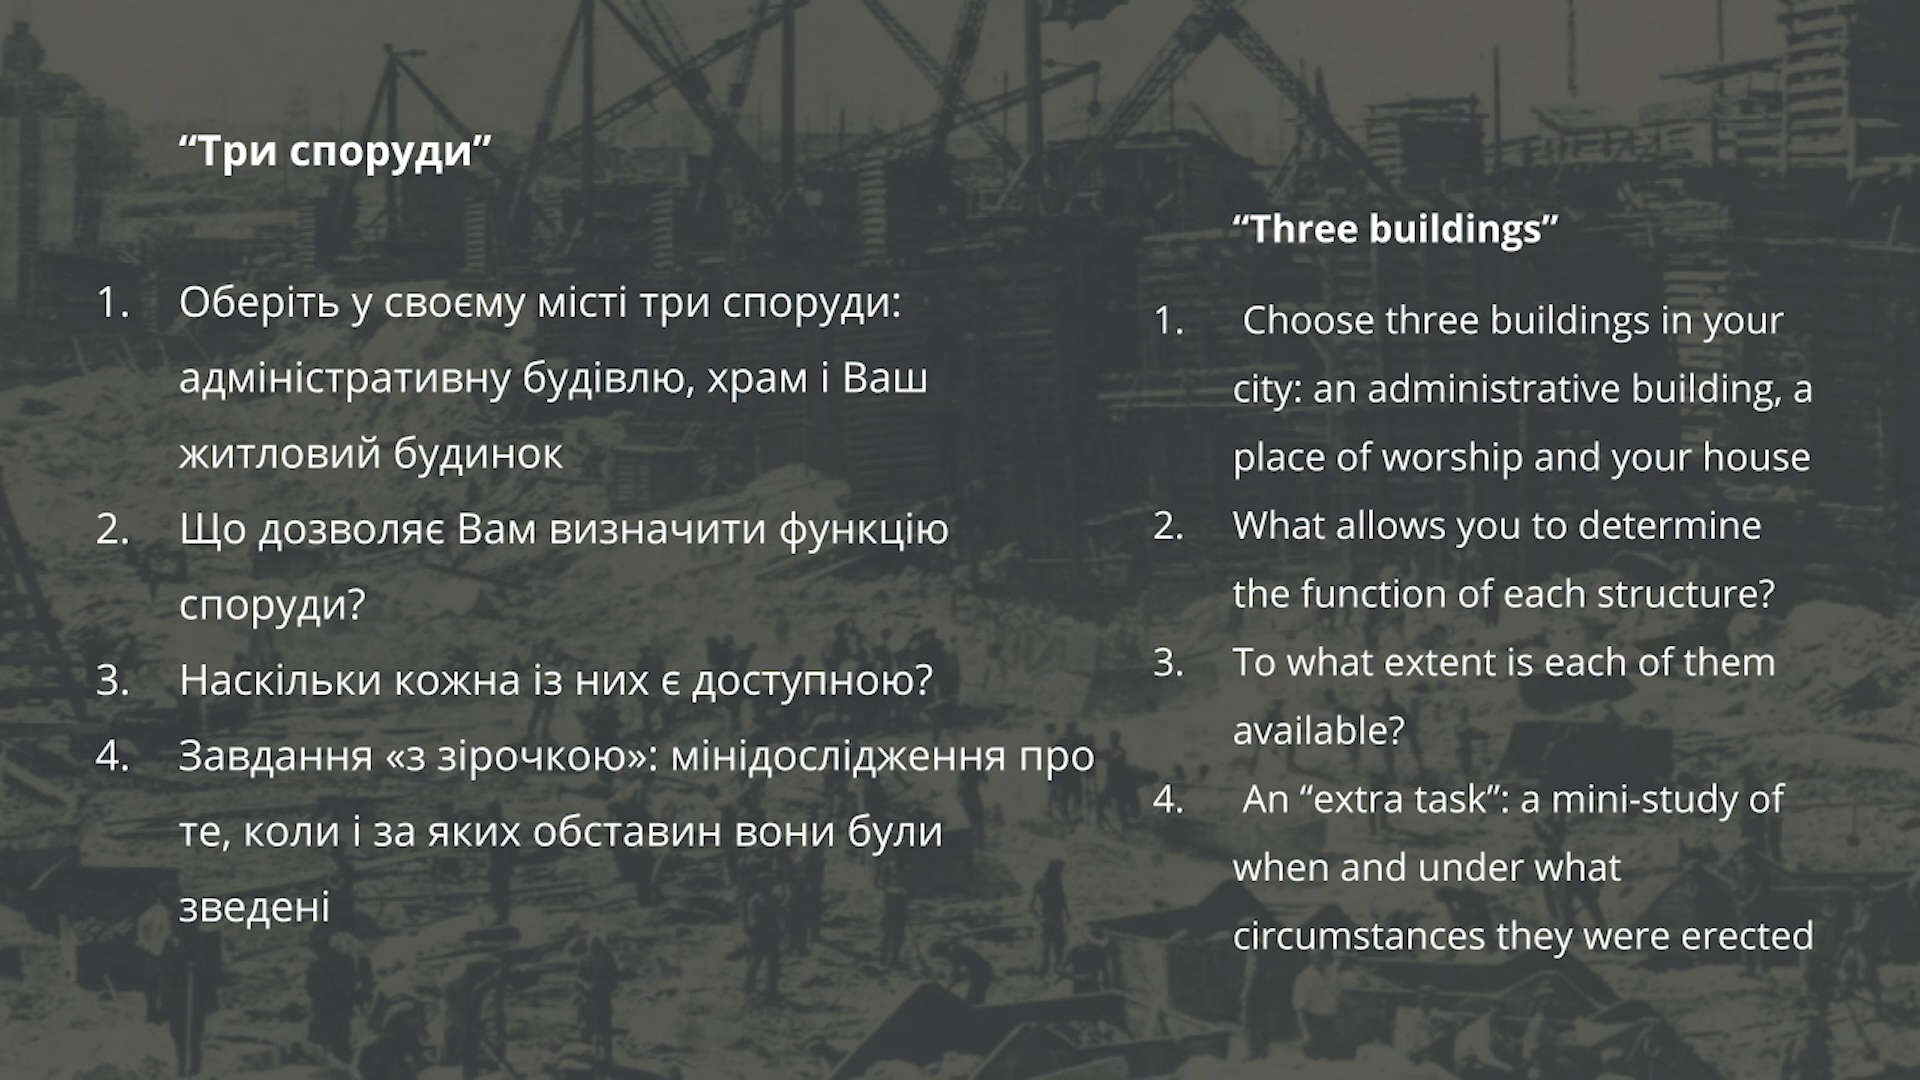 “Три споруди”
1. Оберіть у своєму місті три споруди:
адміністративну будівлю, храм і Ваш
житловий будинок
2. Що дозволяє Вам визначити функцію
споруди?
3. Наскільки кожна із них є доступною?
4. Завдання «з зірочкою»: мінідослідження про
те, коли і за яких обставин вони були
зведені
“Three buildings”
1. Choose three buildings in your
city: an administrative building, a
place of worship and your house
2. What allows you to determine
the function of each structure?
3. To what extent is each of them
available?
4. An “extra task”: a mini-study of
when and under what
circumstances they were erected